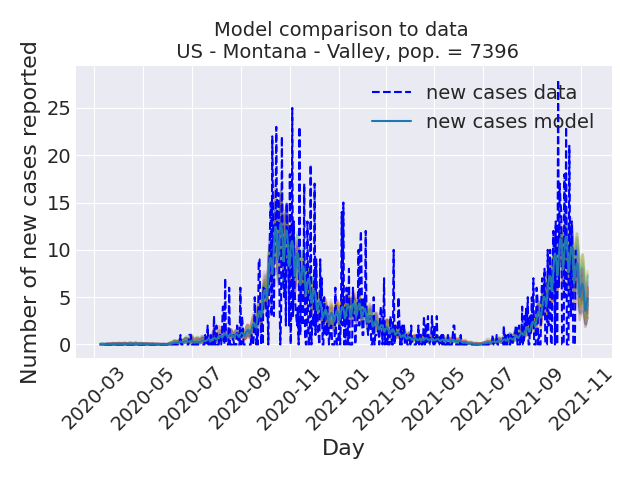 Model comparison to data
US - Montana - Valley, pop. = 7396
new cases data
new cases model
Number of new cases reported
25
20
15
10
5
0
2020-03
2020-05
2020-07
2020-09
2020-11
2021-01
2021-03
2021-05
2021-07
2021-09
2021-11
Day